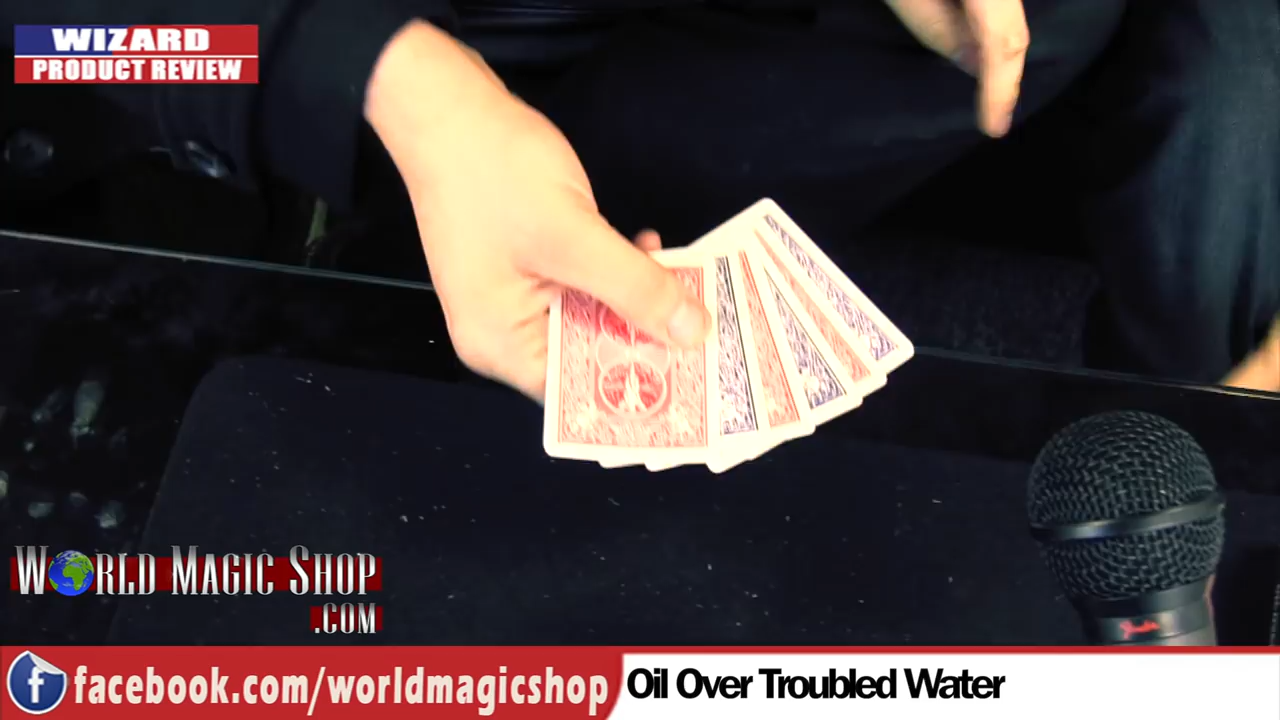 WIZARD
PRODUCT REVIEW
WORLD MAGIC SHOP
.COM
facebook.com/worldmagicshop
Oil Over Troubled Water